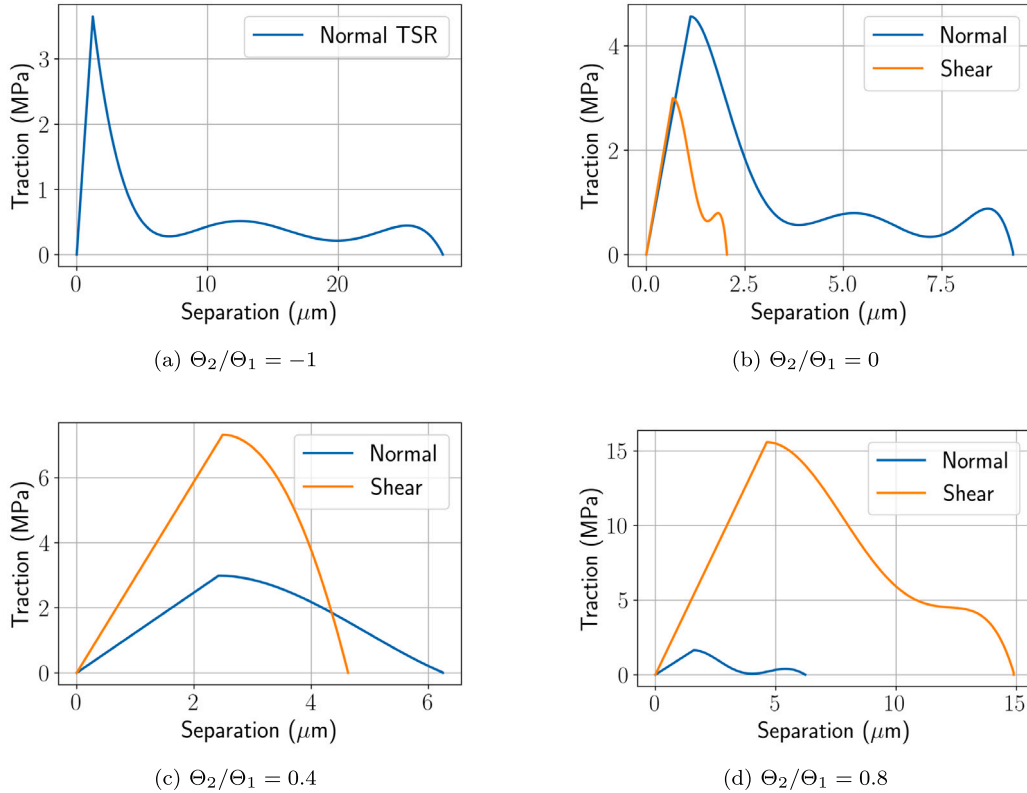 Traction (MPa)
3
2
1
0
Normal TSR
0
10
20
Separation (μm)
(a) Θ₂/Θ₁ = −1
Traction (MPa)
4
2
0
Normal
Shear
0.0
2.5
5.0
7.5
Separation (μm)
(b) Θ₂/Θ₁ = 0
Traction (MPa)
6
4
2
0
Normal
Shear
0
2
4
6
Separation (μm)
(c) Θ₂/Θ₁ = 0.4
Traction (MPa)
15
10
5
0
Normal
Shear
0
5
10
15
Separation (μm)
(d) Θ₂/Θ₁ = 0.8